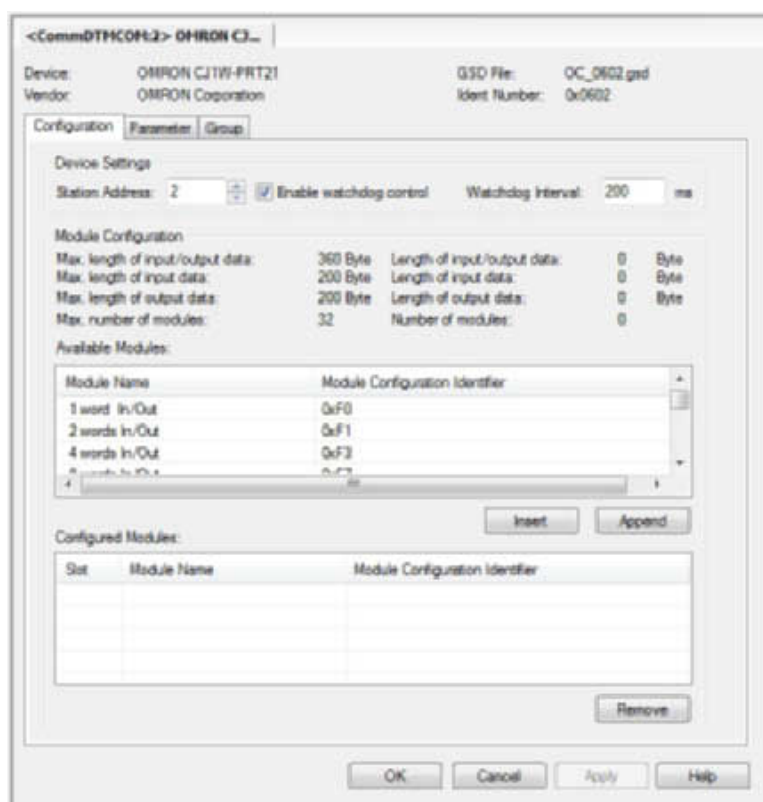 <CommDTMCOM:2> OMRON CJ...
Device: OMRON CJ1W-PRT21 GSD File: OC_0602.gsd
Vendor: OMRON Corporation Ident Number: 0x0602
Configuration Parameter Group
Device Settings
Station Address: 2 Enable watchdog control Watchdog Interval: 200 ms
Module Configuration
Max. length of input/output data: 360 Byte Length of input/output data: 0 Byte
Max. length of input data: 200 Byte Length of input data: 0 Byte
Max. length of output data: 200 Byte Length of output data: 0 Byte
Max. number of modules: 32 Number of modules: 0
Available Modules:
Module Name Module Configuration Identifier
1 word In/Out 0xF0
2 words In/Out 0xF1
4 words In/Out 0xF3
Insert Append
Configured Modules:
Slot Module Name Module Configuration Identifier
Remove
OK Cancel Apply Help